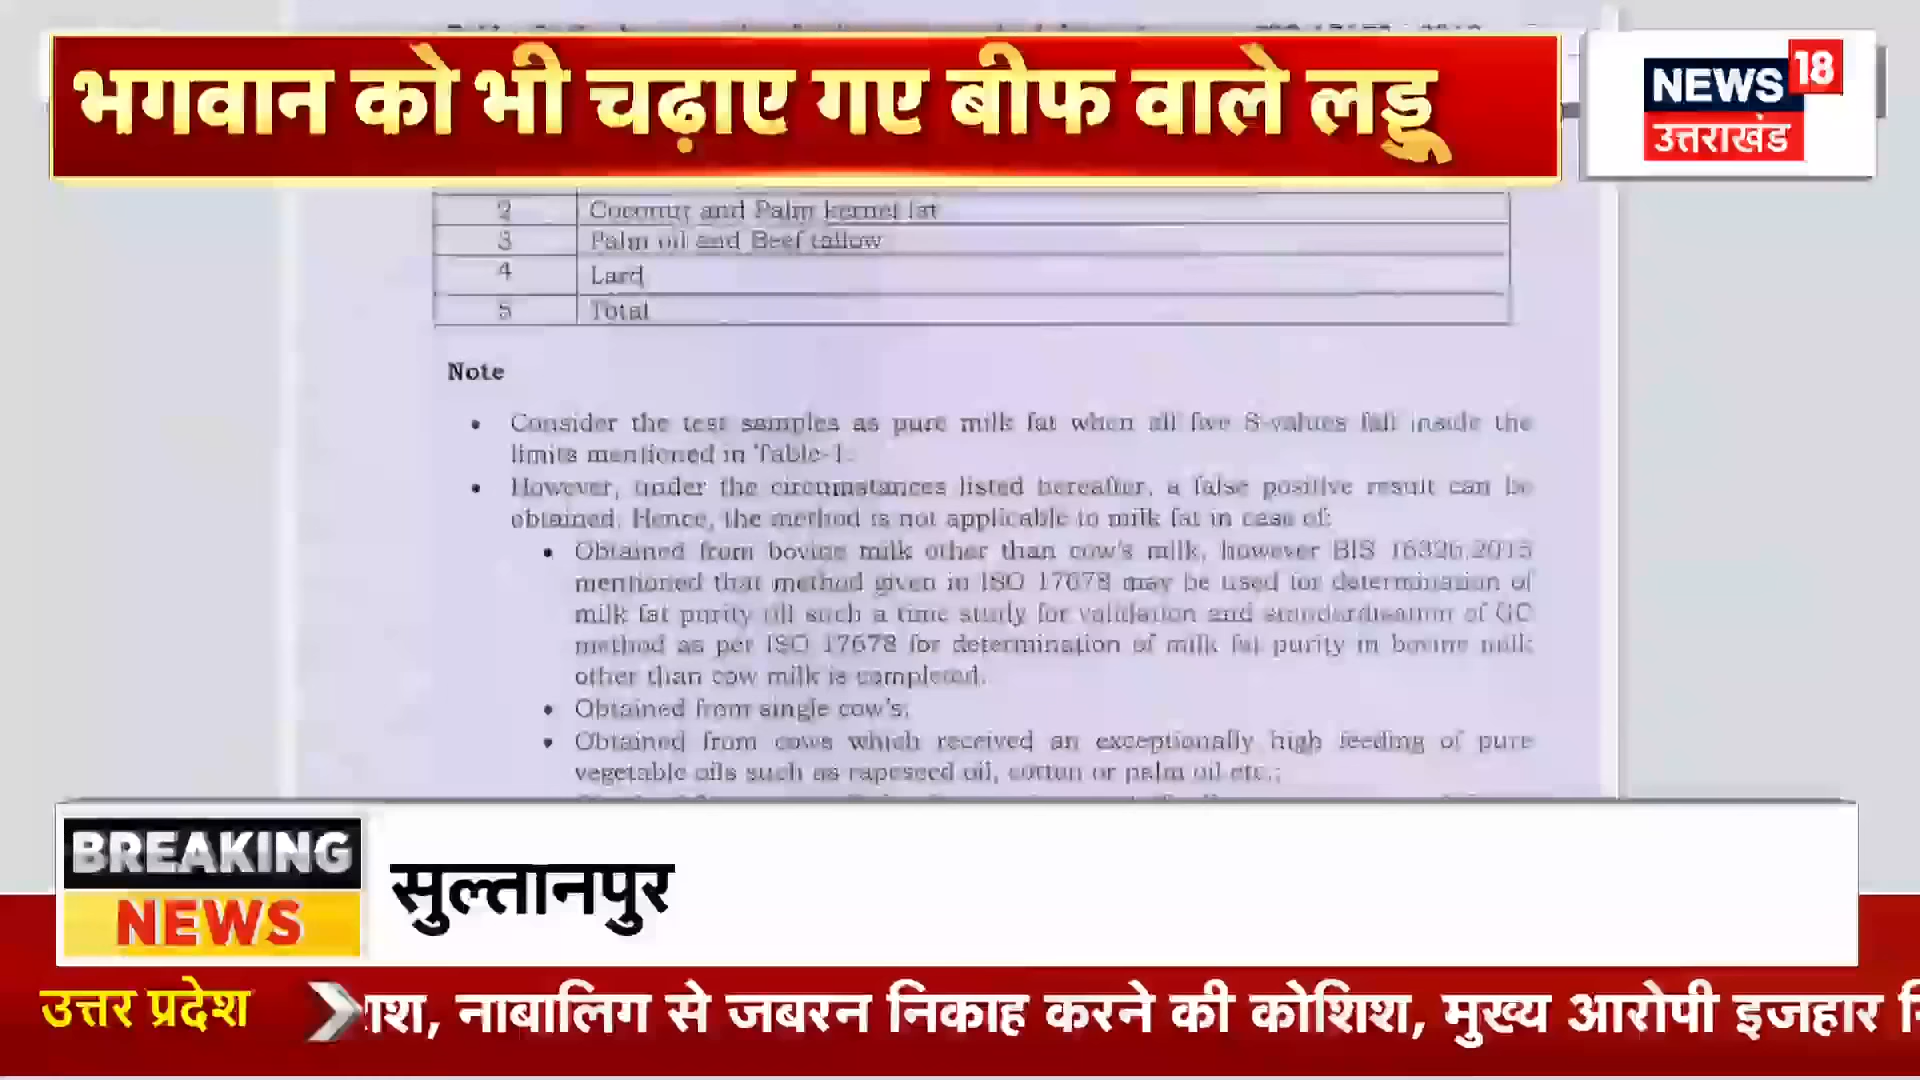 भगवान को भी चढ़ाए गए बीफ वाले लड्डू
NEWS 18
उत्तराखंड
2 Coconut and Palm kernel fat
3 Palm oil and Beef tallow
4 Lard
5 Total
Note
• Consider the test samples as pure milk fat when all five S-values fall inside the
limits mentioned in Table-1.
• However, under the circumstances listed hereafter, a false positive result can be
obtained. Hence, the method is not applicable to milk fat in case of:
• Obtained from bovine milk other than cow's milk, however BIS 16326:2015
mentioned that method given in ISO 17678 may be used for determination of
milk fat purity till such a time study for validation and standardisation of GC
method as per ISO 17678 for determination of milk fat purity in bovine milk
other than cow milk is completed.
• Obtained from single cow's;
• Obtained from cows which received an exceptionally high feeding of pure
vegetable oils such as rapeseed oil, cotton or palm oil etc.;
BREAKING
NEWS
सुल्तानपुर
उत्तर प्रदेश
नाबालिग से जबरन निकाह करने की कोशिश, मुख्य आरोपी इजहार